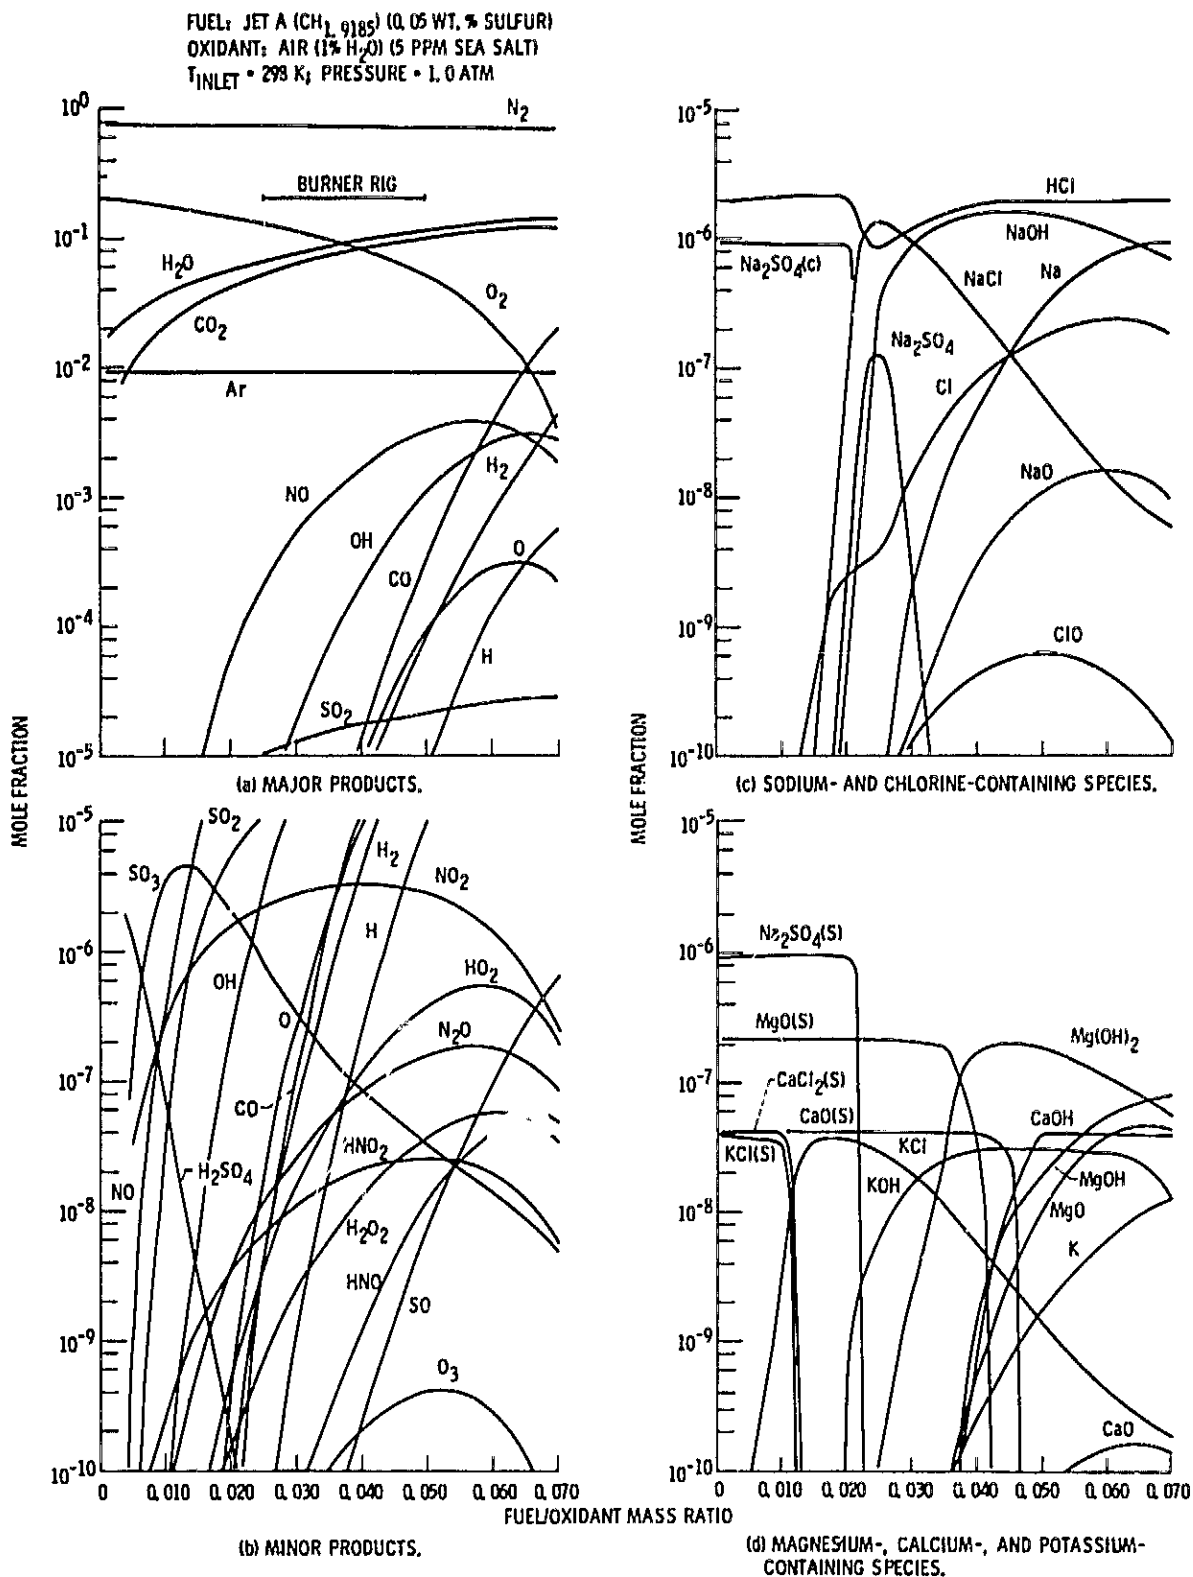 FUEL: JET A (CH1.9185) (0.05 WT. % SULFUR)
OXIDANT: AIR (1% H2O) (5 PPM SEA SALT)
TINLET = 298 K; PRESSURE = 1.0 ATM
10^0
N2
BURNER RIG
10^-1
H2O
O2
CO2
10^-2
Ar
H2
10^-3
NO
OH
O
CO
10^-4
H
SO2
10^-5
(a) MAJOR PRODUCTS.
10^-5
HCl
10^-6
NaOH
Na2SO4(c)
Na
NaCl
Na2SO4
10^-7
Cl
NaO
10^-8
10^-9
ClO
10^-10
(c) SODIUM- AND CHLORINE-CONTAINING SPECIES.
MOLE FRACTION
MOLE FRACTION
10^-5
SO2
H2
SO3
NO2
H
10^-6
OH
HO2
O
N2O
10^-7
CO
HNO2
H2SO4
NO
10^-8
H2O2
HNO
SO
10^-9
O3
10^-10
0 0.010 0.020 0.030 0.040 0.050 0.060 0.070
(b) MINOR PRODUCTS.
10^-5
10^-6
Na2SO4(S)
MgO(S)
Mg(OH)2
10^-7
CaCl2(S)
CaO(S)
CaOH
KCl(S)
KCl
KOH
MgOH
10^-8
MgO
K
10^-9
CaO
10^-10
0 0.010 0.020 0.030 0.040 0.050 0.060 0.070
FUEL/OXIDANT MASS RATIO
(d) MAGNESIUM-, CALCIUM-, AND POTASSIUM-
CONTAINING SPECIES.